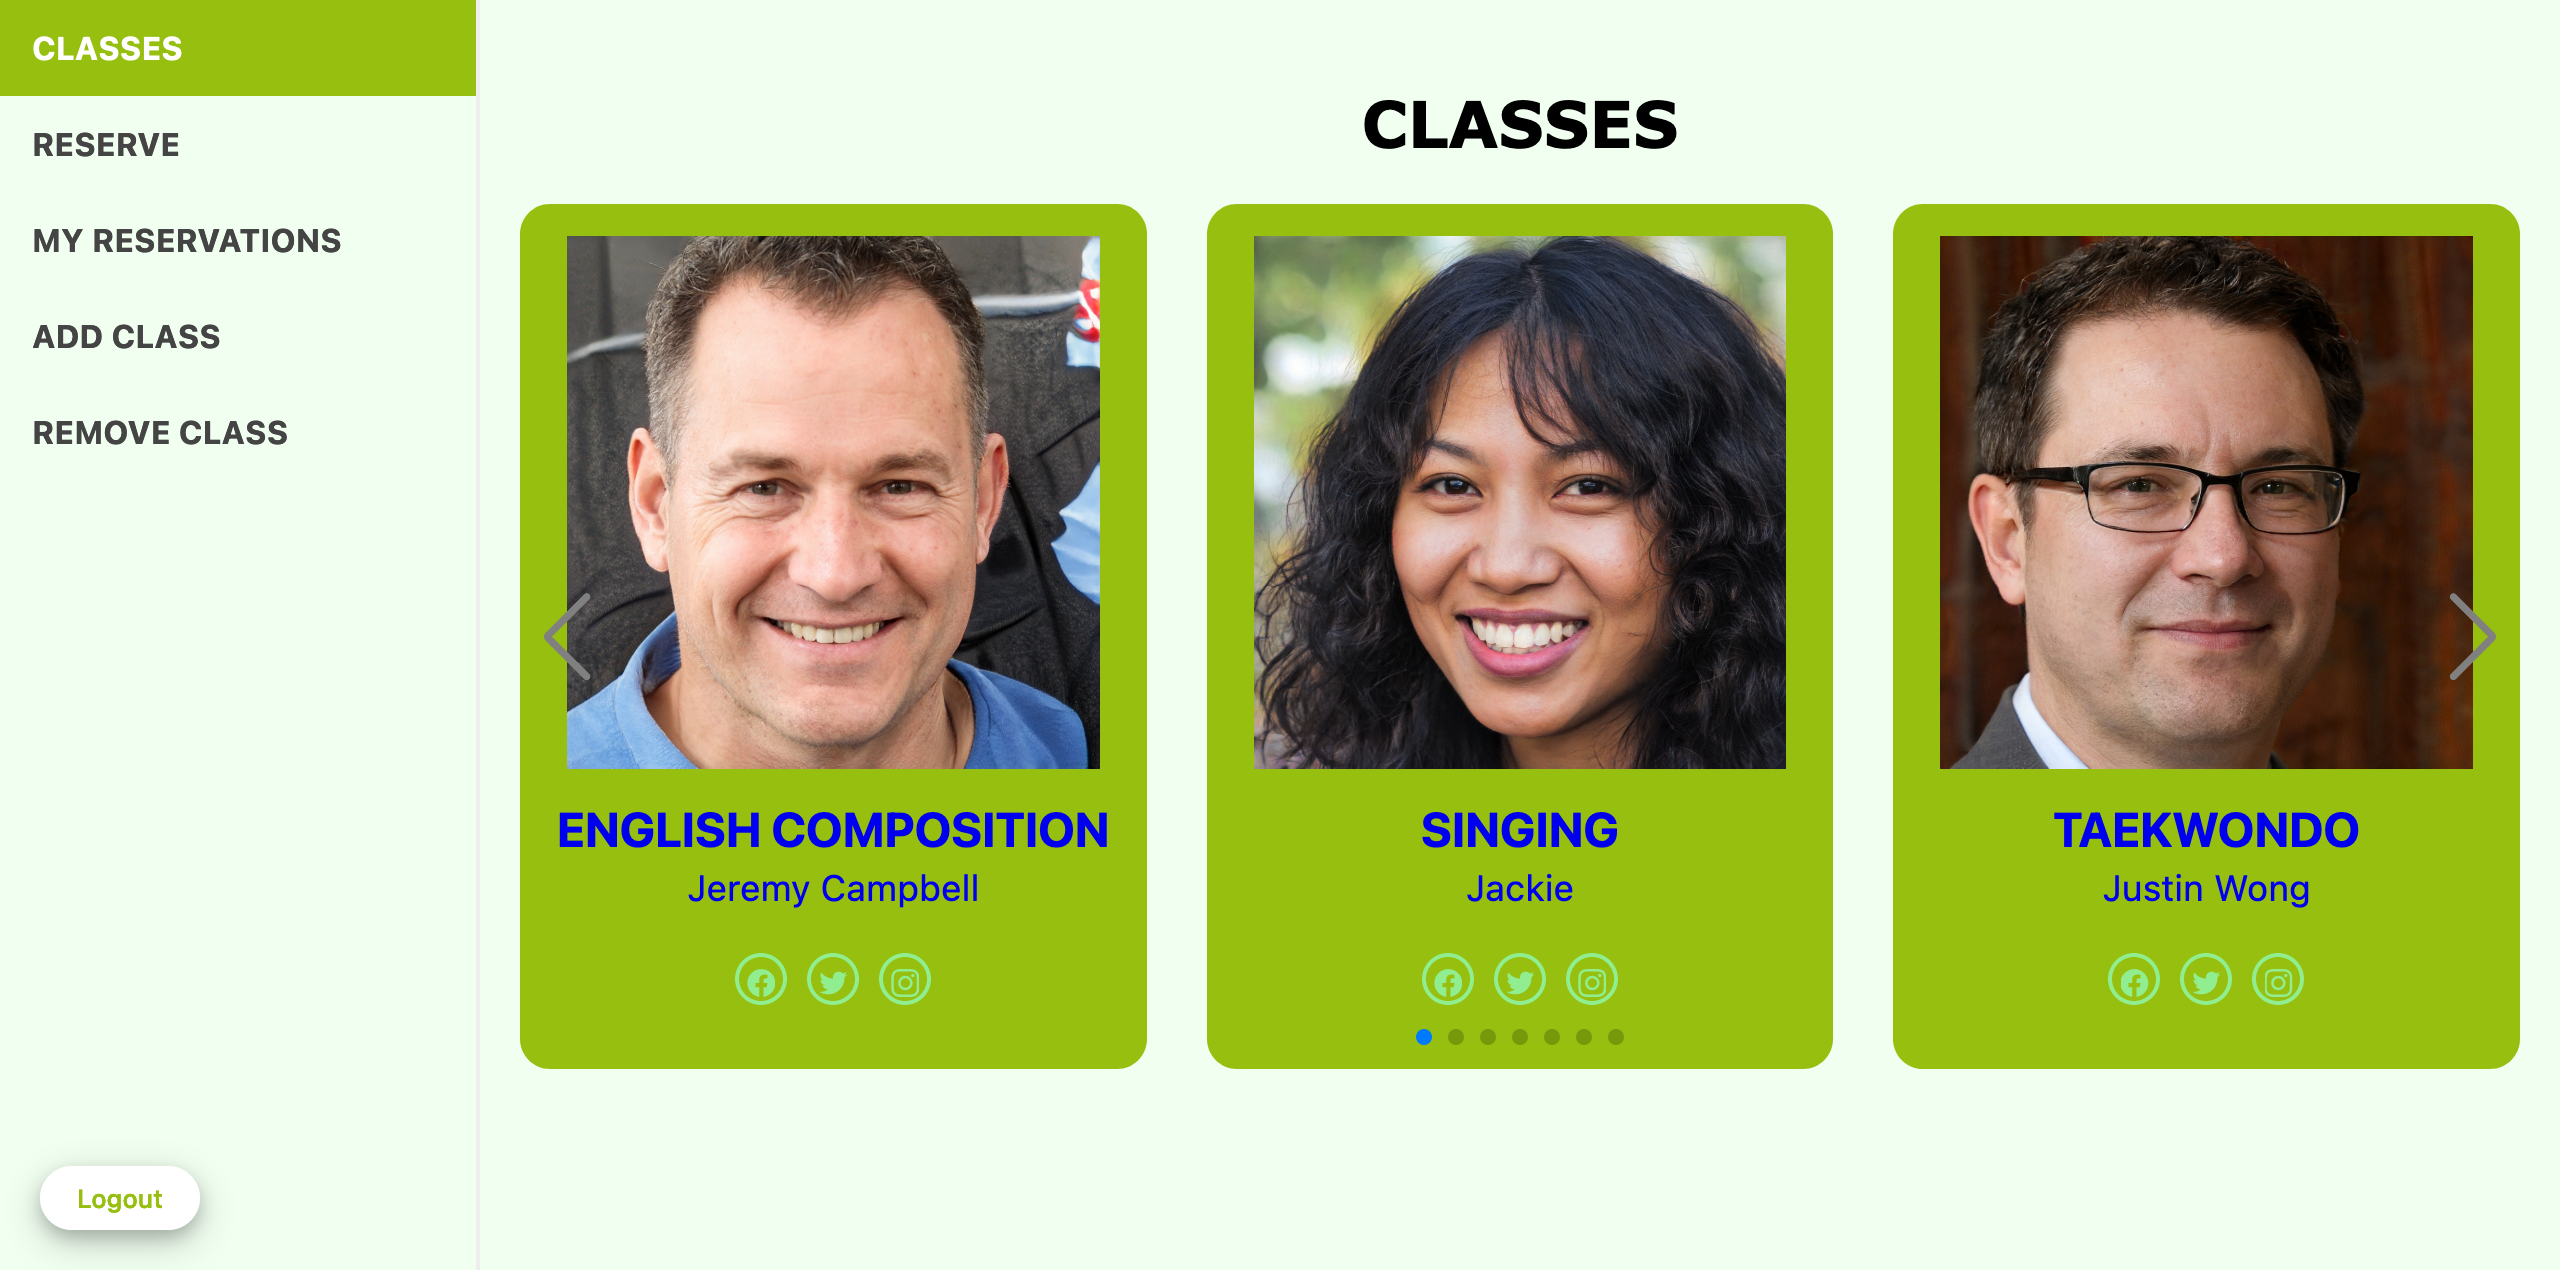 CLASSES
RESERVE
MY RESERVATIONS
ADD CLASS
REMOVE CLASS
Logout
CLASSES
ENGLISH COMPOSITION
Jeremy Campbell
SINGING
Jackie
TAEKWONDO
Justin Wong